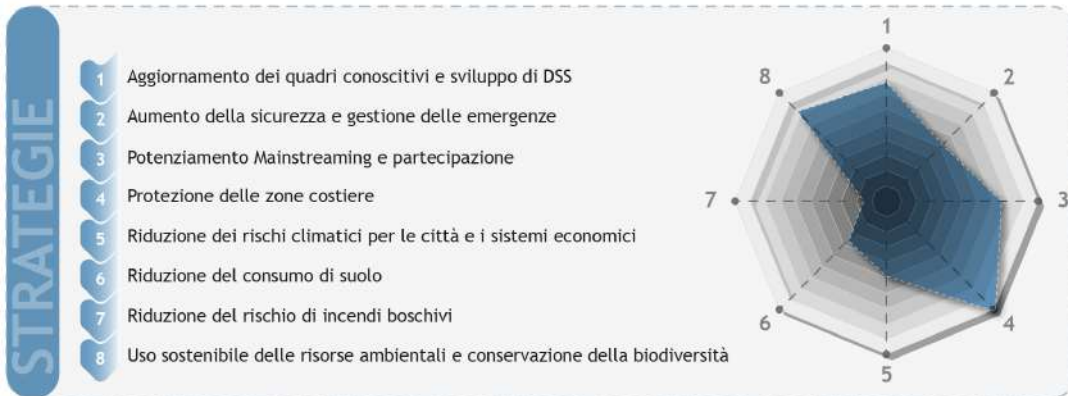 STRATEGIE
1 Aggiornamento dei quadri conoscitivi e sviluppo di DSS
2 Aumento della sicurezza e gestione delle emergenze
3 Potenziamento Mainstreaming e partecipazione
4 Protezione delle zone costiere
5 Riduzione dei rischi climatici per le città e i sistemi economici
6 Riduzione del consumo di suolo
7 Riduzione del rischio di incendi boschivi
8 Uso sostenibile delle risorse ambientali e conservazione della biodiversità
1
2
3
4
5
6
7
8